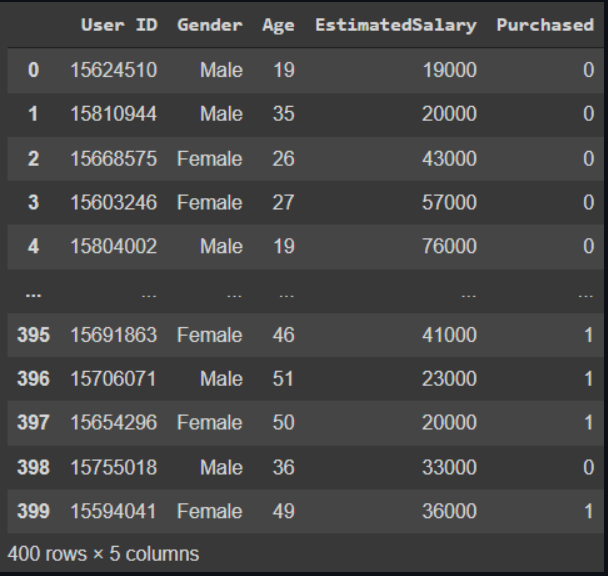 User ID Gender Age EstimatedSalary Purchased
0 15624510 Male 19 19000 0
1 15810944 Male 35 20000 0
2 15668575 Female 26 43000 0
3 15603246 Female 27 57000 0
4 15804002 Male 19 76000 0
... ... ... ... ... ...
395 15691863 Female 46 41000 1
396 15706071 Male 51 23000 1
397 15654296 Female 50 20000 1
398 15755018 Male 36 33000 0
399 15594041 Female 49 36000 1
400 rows × 5 columns